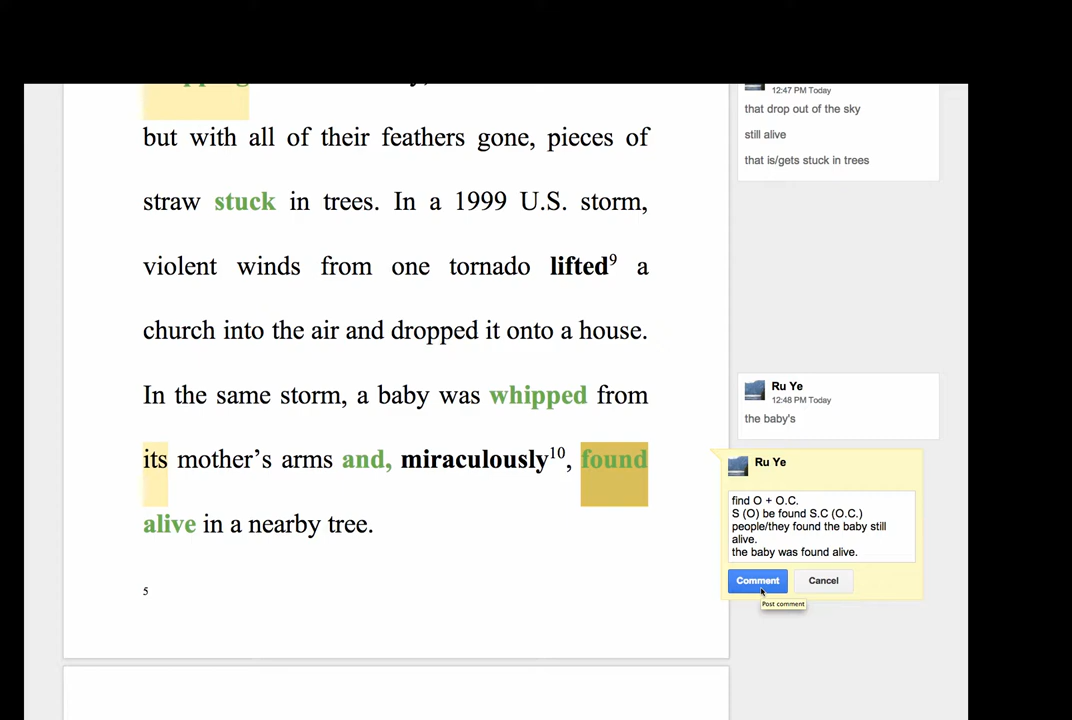 but with all of their feathers gone, pieces of
straw stuck in trees. In a 1999 U.S. storm,
violent winds from one tornado lifted9 a
church into the air and dropped it onto a house.
In the same storm, a baby was whipped from
its mother's arms and, miraculously10, found
alive in a nearby tree.
5
12:47 PM Today
that drop out of the sky
still alive
that is/gets stuck in trees
Ru Ye
12:48 PM Today
the baby's
Ru Ye
find O + O.C.
S (O) be found S.C (O.C.)
people/they found the baby still
alive.
the baby was found alive.
Comment
Cancel
Post comment